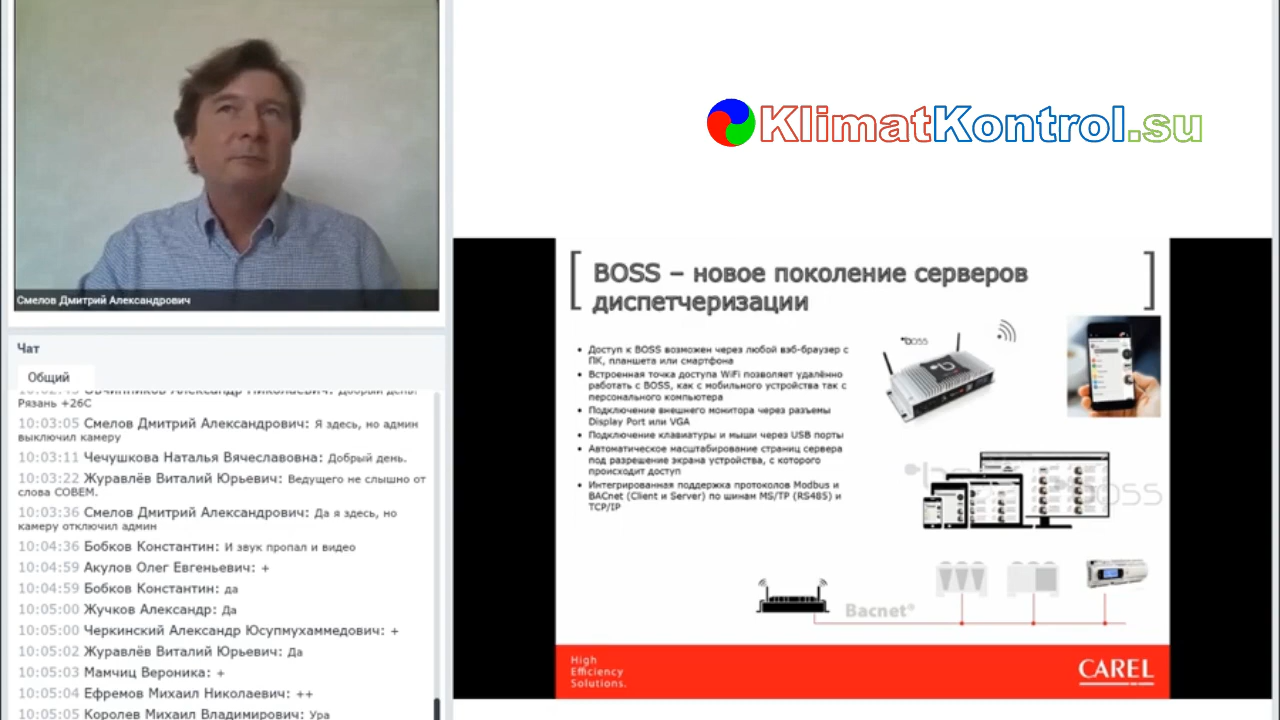 Смелов Дмитрий Александрович
Чат
Общий
Рязань +26С
10:03:05 Смелов Дмитрий Александрович: Я здесь, но админ
выключил камеру
10:03:11 Чечушкова Наталья Вячеславовна: Добрый день.
10:03:22 Журавлёв Виталий Юрьевич: Ведущего не слышно от
слова СОВЕМ.
10:03:36 Смелов Дмитрий Александрович: Да я здесь, но
камеру отключил админ
10:04:36 Бобков Константин: И звук пропал и видео
10:04:59 Акулов Олег Евгеньевич: +
10:04:59 Бобков Константин: да
10:05:00 Жучков Александр: Да
10:05:00 Черкинский Александр Юсупмухаммедович: +
10:05:02 Журавлёв Виталий Юрьевич: Да
10:05:03 Мамчиц Вероника: +
10:05:04 Ефремов Михаил Николаевич: ++
10:05:05 Королев Михаил Владимирович: Ура
KlimatKontrol.su
BOSS – новое поколение серверов
диспетчеризации
• Доступ к BOSS возможен через любой вэб-браузер с
ПК, планшета или смартфона
• Встроенная точка доступа WiFi позволяет удалённо
работать с BOSS, как с мобильного устройства так с
персонального компьютера
• Подключение внешнего монитора через разъемы
Display Port или VGA
• Подключение клавиатуры и мыши через USB порты
• Автоматическое масштабирование страниц сервера
под разрешение экрана устройства, с которого
происходит доступ
• Интегрированная поддержка протоколов Modbus и
BACnet (Client и Server) по шинам MS/TP (RS485) и
TCP/IP
boss
boss
Bacnet®
High
Efficiency
Solutions.
CAREL